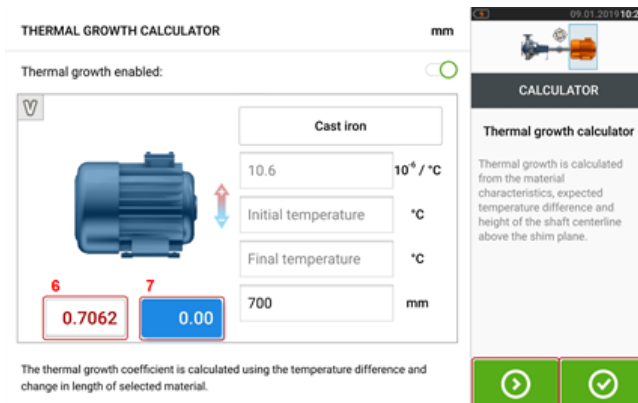 THERMAL GROWTH CALCULATOR mm
Thermal growth enabled:
V
Cast iron
10.6 10⁻⁶ / °C
Initial temperature °C
Final temperature °C
6 7
0.7062 0.00
700 mm
The thermal growth coefficient is calculated using the temperature difference and
change in length of selected material.
09.01.2019 10:2
CALCULATOR
Thermal growth calculator
Thermal growth is calculated
from the material
characteristics, expected
temperature difference and
height of the shaft centerline
above the shim plane.